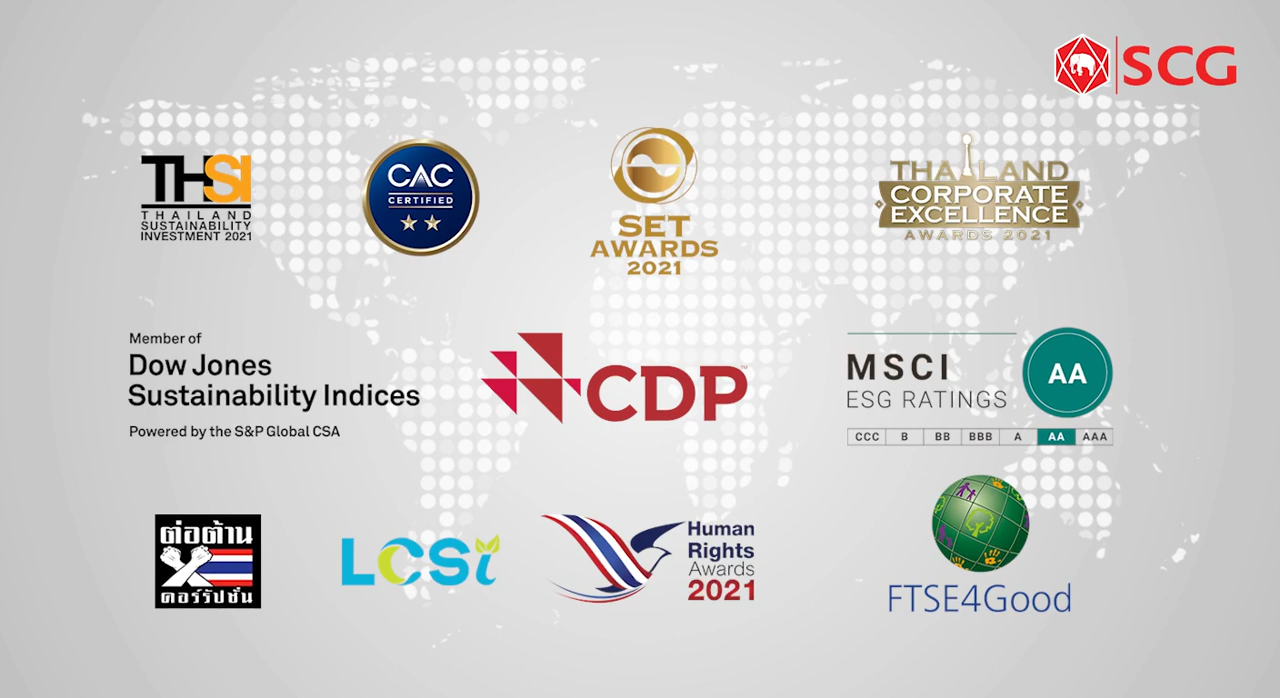 SCG
THSI
THAILAND
SUSTAINABILITY
INVESTMENT 2021
CAC
CERTIFIED
SET
AWARDS
2021
THAILAND
CORPORATE
EXCELLENCE
AWARDS 2021
Member of
Dow Jones
Sustainability Indices
Powered by the S&P Global CSA
CDP™
MSCI
ESG RATINGS
AA
CCC B BB BBB A AA AAA
ต่อต้าน
คอร์รัปชัน
LCSi
Human
Rights
Awards
2021
FTSE4Good